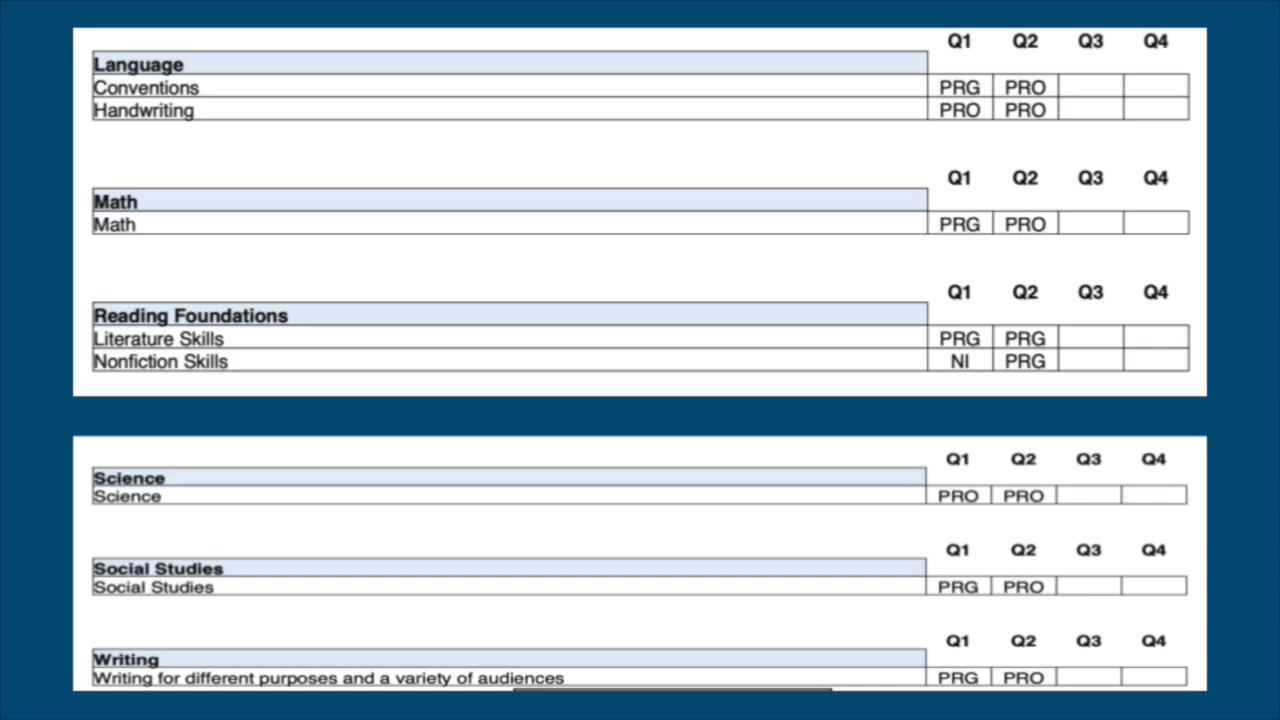 Q1 Q2 Q3 Q4
Language
Conventions PRG PRO
Handwriting PRO PRO
Q1 Q2 Q3 Q4
Math
Math PRG PRO
Q1 Q2 Q3 Q4
Reading Foundations
Literature Skills PRG PRG
Nonfiction Skills NI PRG
Q1 Q2 Q3 Q4
Science
Science PRO PRO
Q1 Q2 Q3 Q4
Social Studies
Social Studies PRG PRO
Q1 Q2 Q3 Q4
Writing
Writing for different purposes and a variety of audiences PRG PRO